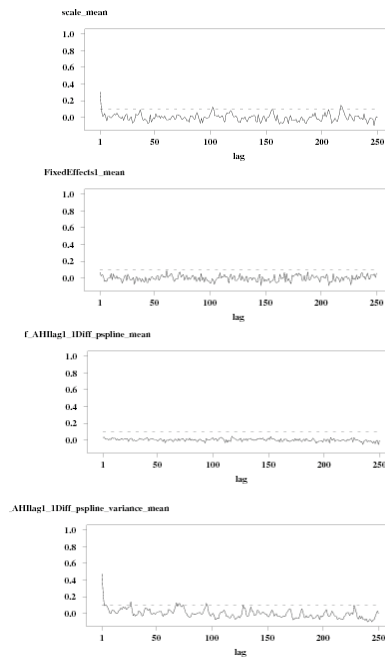 scale_mean
1.0
0.8
0.6
0.4
0.2
0.0
1 50 100 150 200 250
lag
FixedEffects1_mean
1.0
0.8
0.6
0.4
0.2
0.0
1 50 100 150 200 250
lag
f_AHIlag1_1Diff_pspline_mean
1.0
0.8
0.6
0.4
0.2
0.0
1 50 100 150 200 250
lag
_AHIlag1_1Diff_pspline_variance_mean
1.0
0.8
0.6
0.4
0.2
0.0
1 50 100 150 200 250
lag